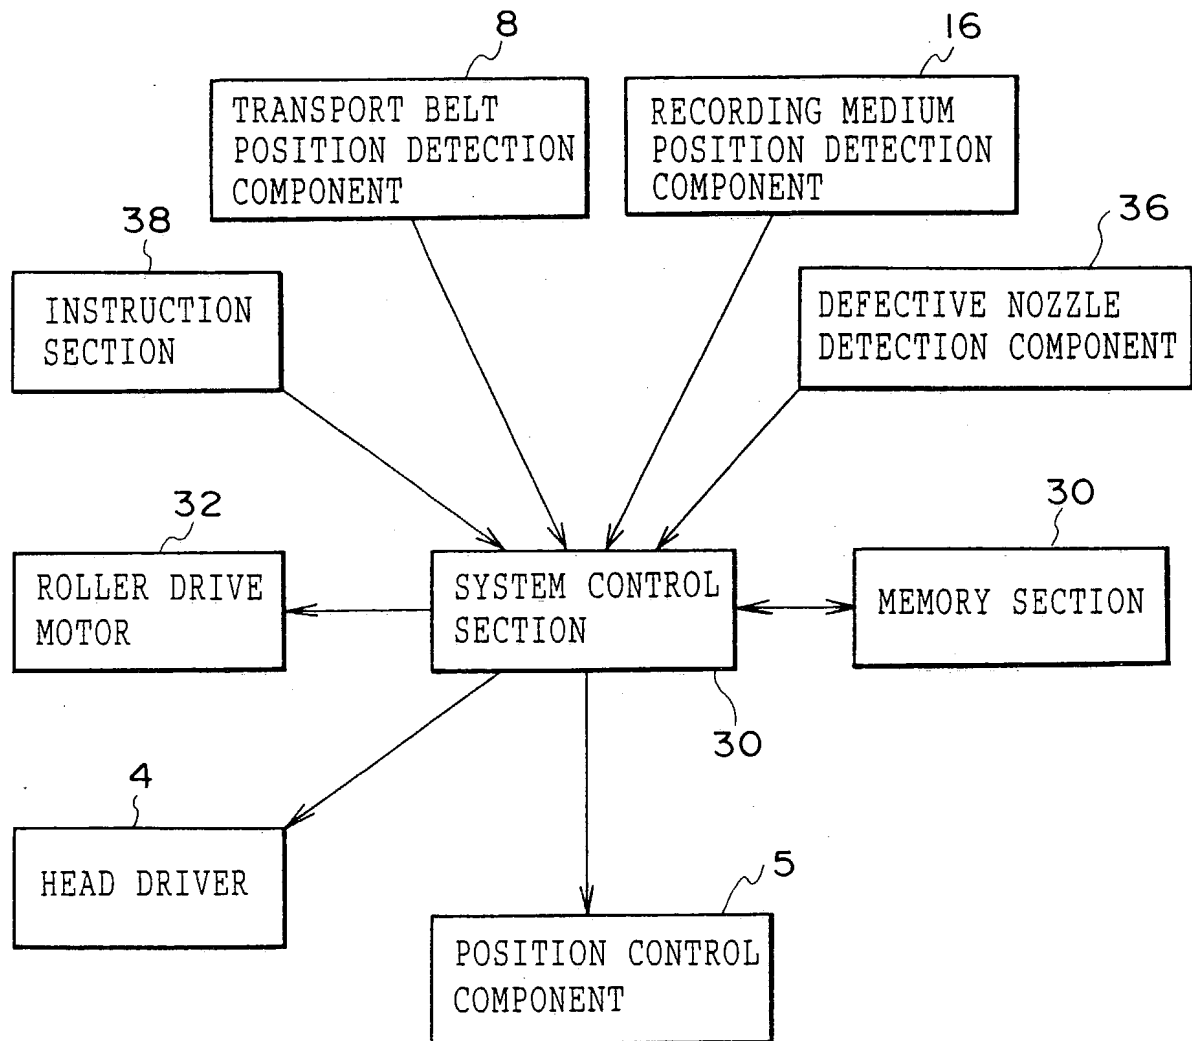 8
16
TRANSPORT BELT
POSITION DETECTION
COMPONENT
RECORDING MEDIUM
POSITION DETECTION
COMPONENT
38
36
INSTRUCTION
SECTION
DEFECTIVE NOZZLE
DETECTION COMPONENT
32
30
ROLLER DRIVE
MOTOR
SYSTEM CONTROL
SECTION
MEMORY SECTION
30
4
HEAD DRIVER
5
POSITION CONTROL
COMPONENT